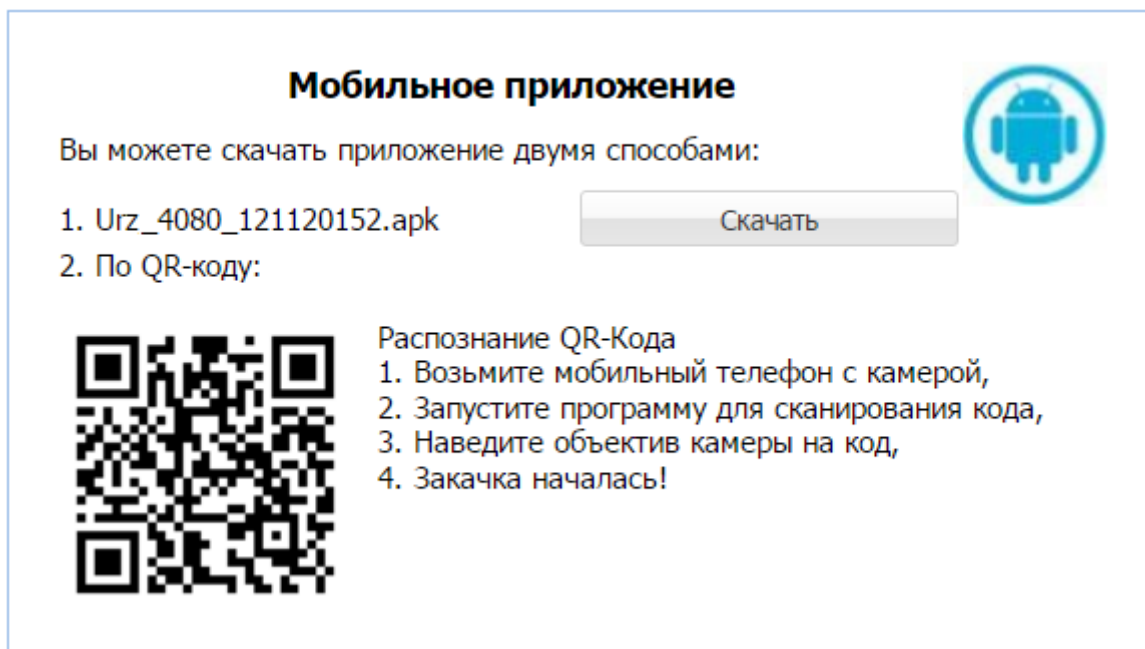 Мобильное приложение
Вы можете скачать приложение двумя способами:
1. Urz_4080_121120152.apk
Скачать
2. По QR-коду:
Распознание QR-Кода
1. Возьмите мобильный телефон с камерой,
2. Запустите программу для сканирования кода,
3. Наведите объектив камеры на код,
4. Закачка началась!